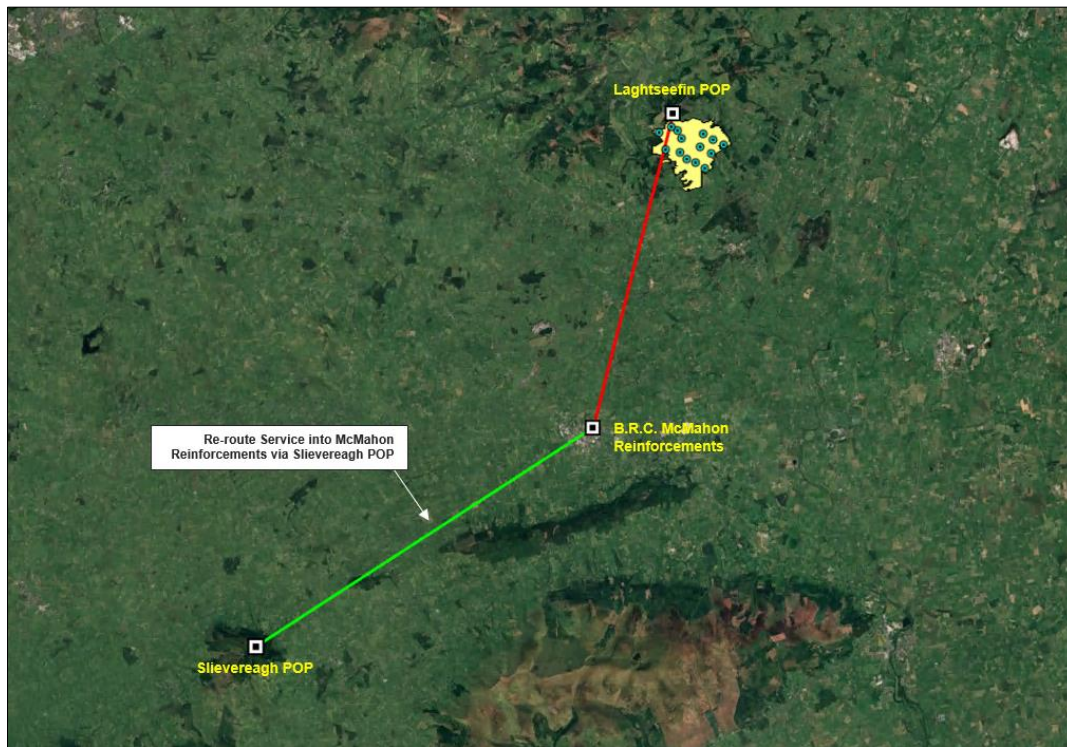 Laghtseefin POP
B.R.C. McMahon
Reinforcements
Re-route Service into McMahon
Reinforcements via Slievereagh POP
Slievereagh POP